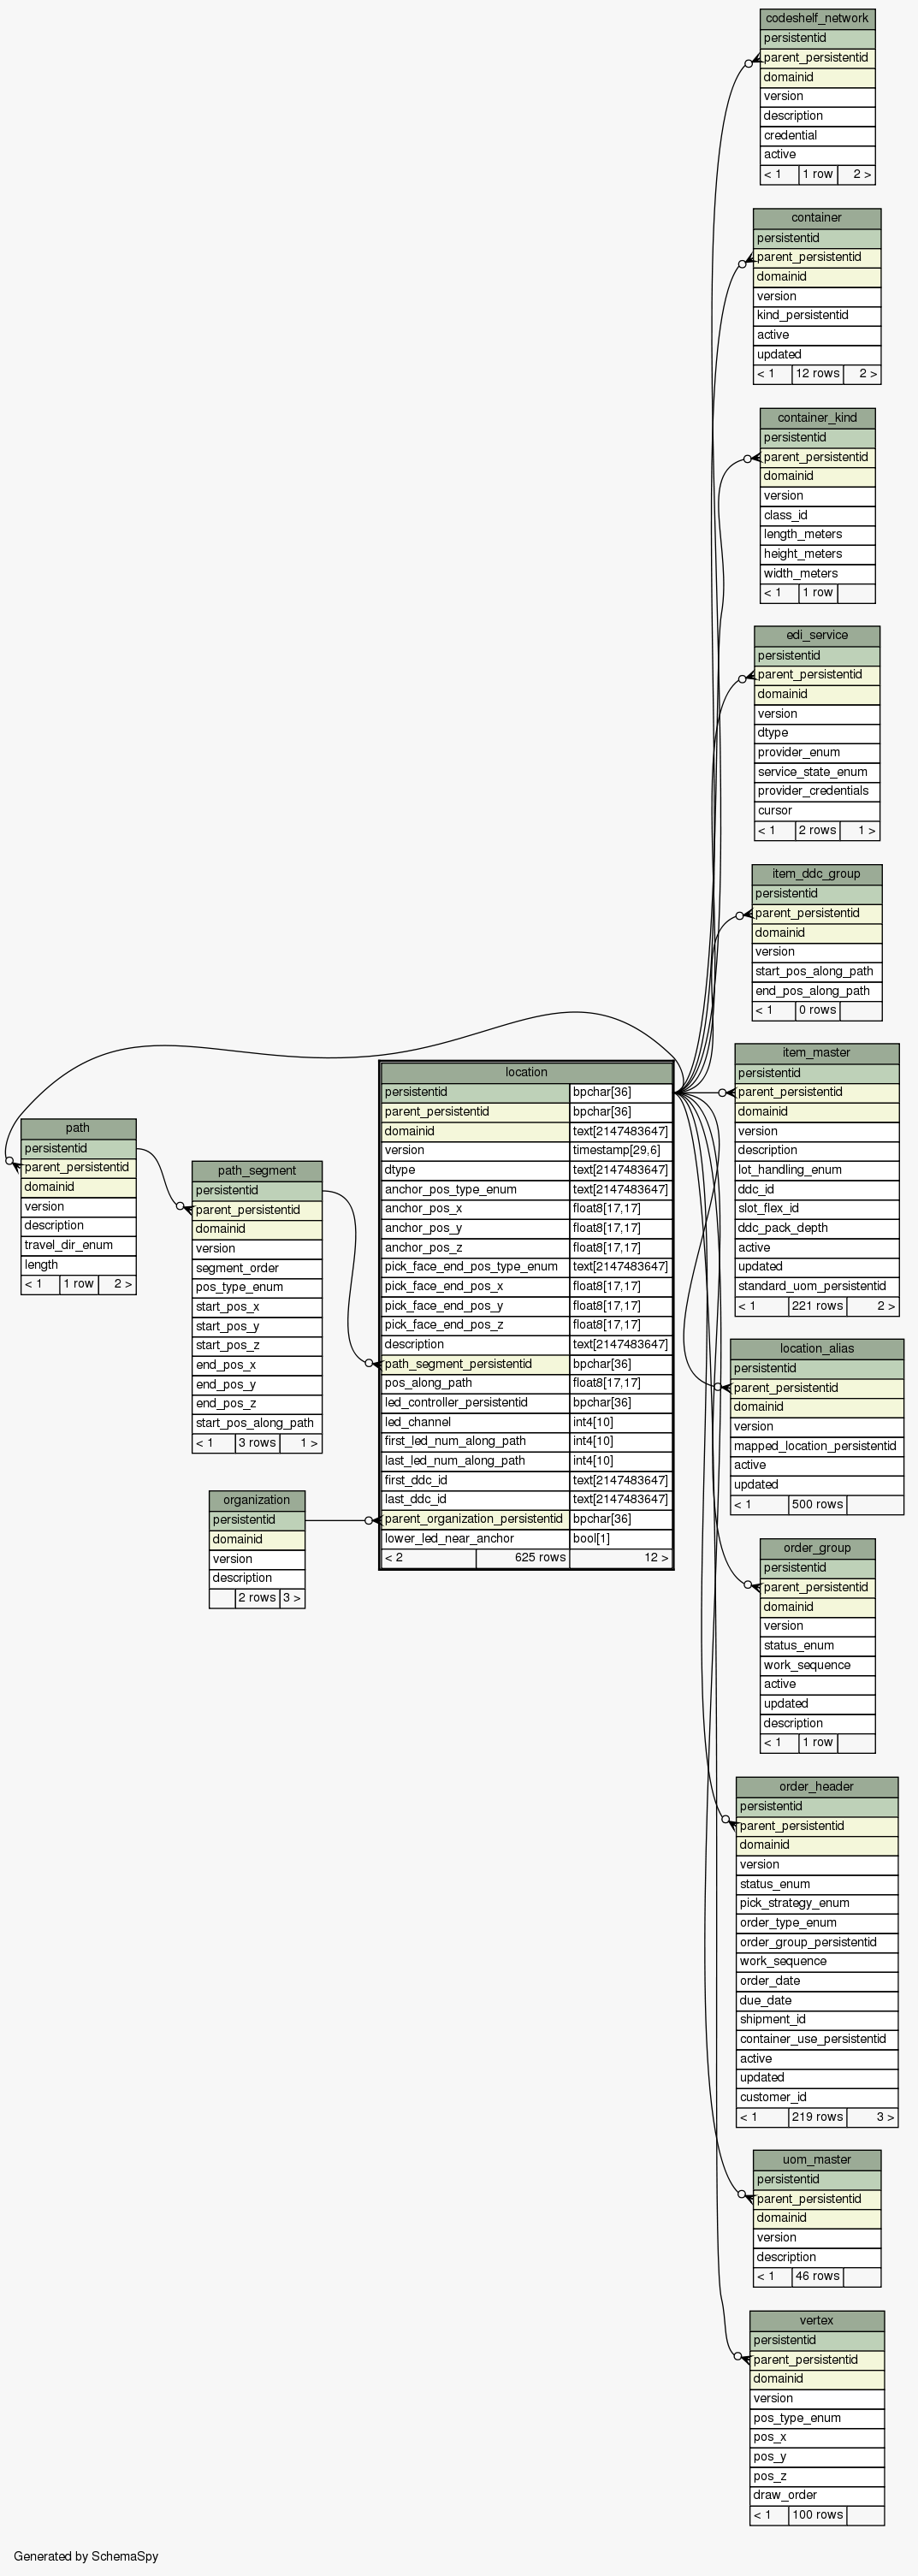 codeshelf_network
persistentid
parent_persistentid
domainid
version
description
credential
active
< 1 1 row 2 >
container
persistentid
parent_persistentid
domainid
version
kind_persistentid
active
updated
< 1 12 rows 2 >
container_kind
persistentid
parent_persistentid
domainid
version
class_id
length_meters
height_meters
width_meters
< 1 1 row
edi_service
persistentid
parent_persistentid
domainid
version
dtype
provider_enum
service_state_enum
provider_credentials
cursor
< 1 2 rows 1 >
item_ddc_group
persistentid
parent_persistentid
domainid
version
start_pos_along_path
end_pos_along_path
< 1 0 rows
item_master
persistentid
parent_persistentid
domainid
version
description
lot_handling_enum
ddc_id
slot_flex_id
ddc_pack_depth
active
updated
standard_uom_persistentid
< 1 221 rows 2 >
location
persistentid bpchar[36]
parent_persistentid bpchar[36]
domainid text[2147483647]
version timestamp[29,6]
dtype text[2147483647]
anchor_pos_type_enum text[2147483647]
anchor_pos_x float8[17,17]
anchor_pos_y float8[17,17]
anchor_pos_z float8[17,17]
pick_face_end_pos_type_enum text[2147483647]
pick_face_end_pos_x float8[17,17]
pick_face_end_pos_y float8[17,17]
pick_face_end_pos_z float8[17,17]
description text[2147483647]
path_segment_persistentid bpchar[36]
pos_along_path float8[17,17]
led_controller_persistentid bpchar[36]
led_channel int4[10]
first_led_num_along_path int4[10]
last_led_num_along_path int4[10]
first_ddc_id text[2147483647]
last_ddc_id text[2147483647]
parent_organization_persistentid bpchar[36]
lower_led_near_anchor bool[1]
< 2 625 rows 12 >
path
persistentid
parent_persistentid
domainid
version
description
travel_dir_enum
length
< 1 1 row 2 >
path_segment
persistentid
parent_persistentid
domainid
version
segment_order
pos_type_enum
start_pos_x
start_pos_y
start_pos_z
end_pos_x
end_pos_y
end_pos_z
start_pos_along_path
< 1 3 rows 1 >
organization
persistentid
domainid
version
description
2 rows 3 >
location_alias
persistentid
parent_persistentid
domainid
version
mapped_location_persistentid
active
updated
< 1 500 rows
order_group
persistentid
parent_persistentid
domainid
version
status_enum
work_sequence
active
updated
description
< 1 1 row
order_header
persistentid
parent_persistentid
domainid
version
status_enum
pick_strategy_enum
order_type_enum
order_group_persistentid
work_sequence
order_date
due_date
shipment_id
container_use_persistentid
active
updated
customer_id
< 1 219 rows 3 >
uom_master
persistentid
parent_persistentid
domainid
version
description
< 1 46 rows
vertex
persistentid
parent_persistentid
domainid
version
pos_type_enum
pos_x
pos_y
pos_z
draw_order
< 1 100 rows
Generated by SchemaSpy